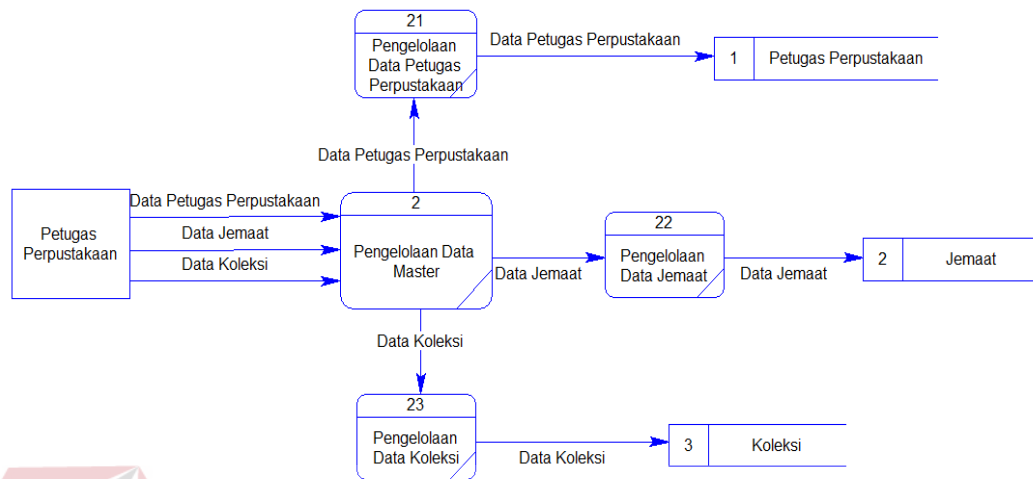 21
Pengelolaan
Data Petugas
Perpustakaan
Data Petugas Perpustakaan
1
Petugas Perpustakaan
Data Petugas Perpustakaan
Petugas
Perpustakaan
Data Petugas Perpustakaan
Data Jemaat
Data Koleksi
2
Pengelolaan Data
Master
Data Jemaat
22
Pengelolaan
Data Jemaat
Data Jemaat
2
Jemaat
Data Koleksi
23
Pengelolaan
Data Koleksi
Data Koleksi
3
Koleksi